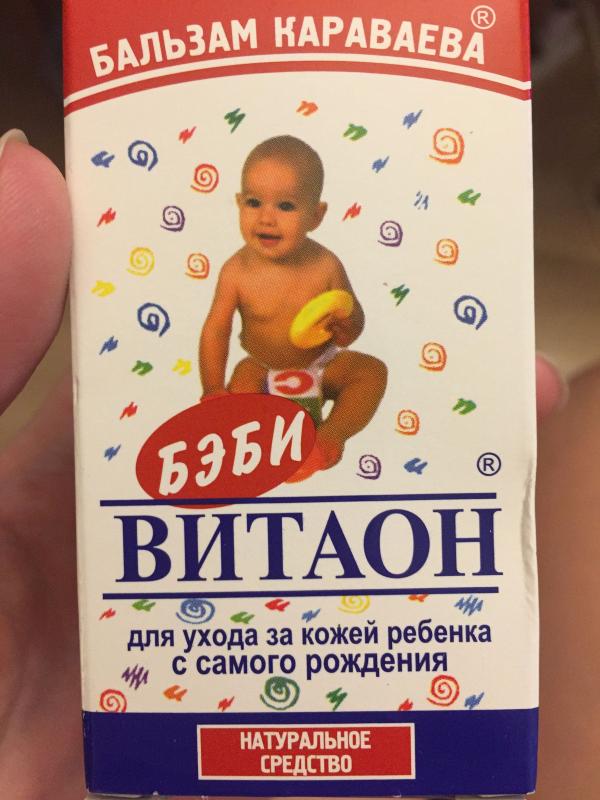 БАЛЬЗАМ КАРАВАЕВА®
БЭБИ
®
ВИТАОН
для ухода за кожей ребенка
с самого рождения
НАТУРАЛЬНОЕ
СРЕДСТВО